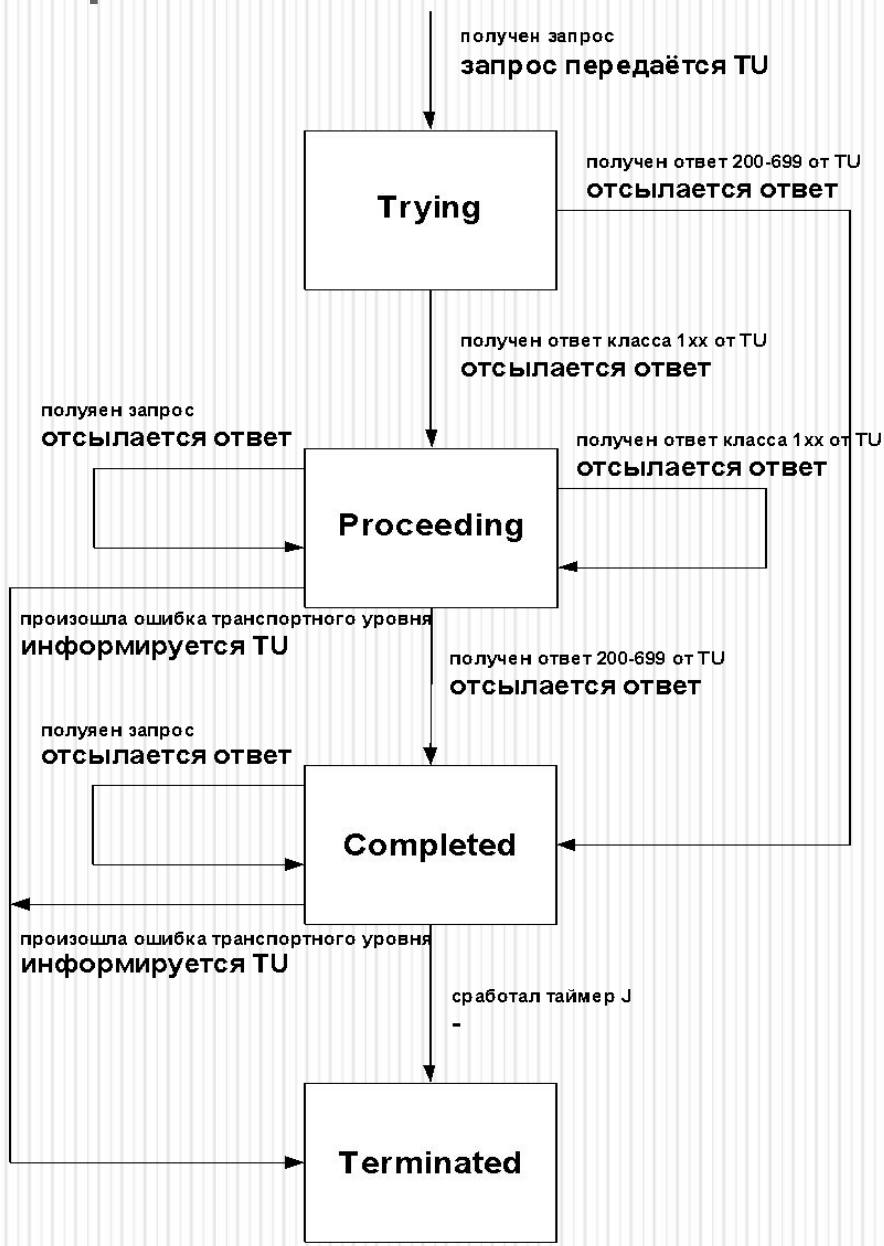 получен запрос
запрос передаётся TU
получен ответ 200-699 от TU
отсылается ответ
Trying
получен ответ класса 1xx от TU
отсылается ответ
полуяен запрос
отсылается ответ
получен ответ класса 1xx от TU
отсылается ответ
Proceeding
произошла ошибка транспортного уровня
информируется TU
получен ответ 200-699 от TU
отсылается ответ
полуяен запрос
отсылается ответ
Completed
произошла ошибка транспортного уровня
информируется TU
сработал таймер J
-
Terminated